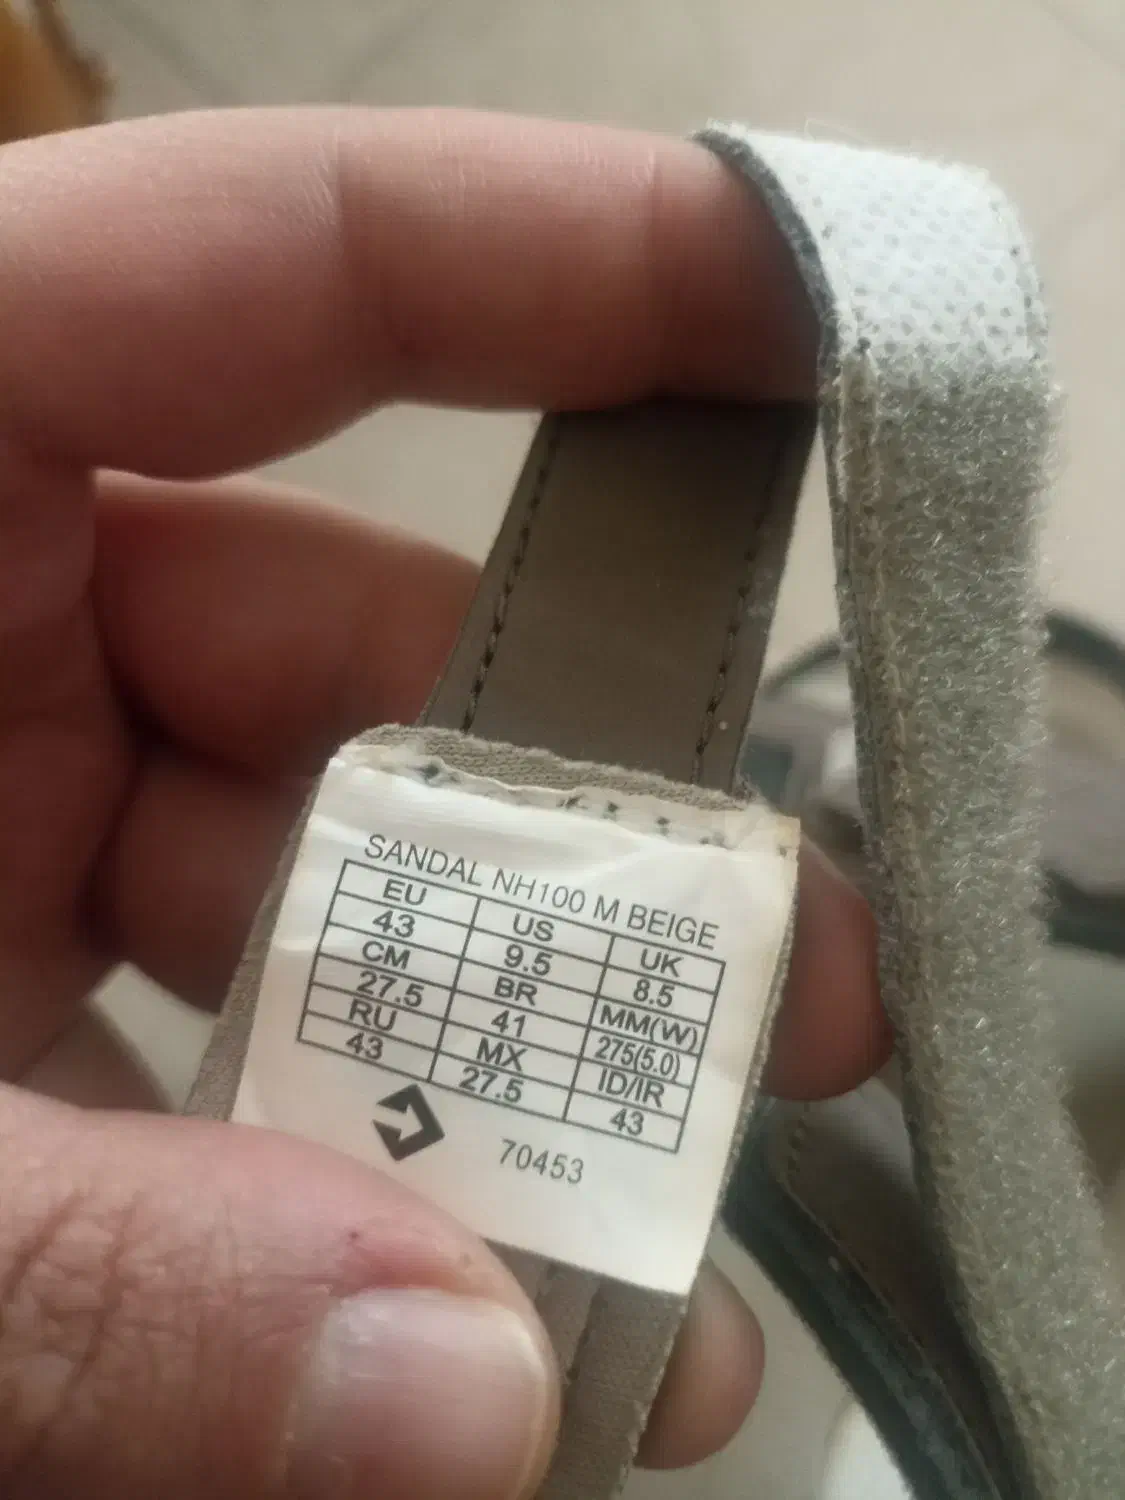 SANDAL NH100 M BEIGE
EU US UK
43 9.5 8.5
CM BR MM(W)
27.5 41 275(5.0)
RU MX ID/IR
43 27.5 43
70453